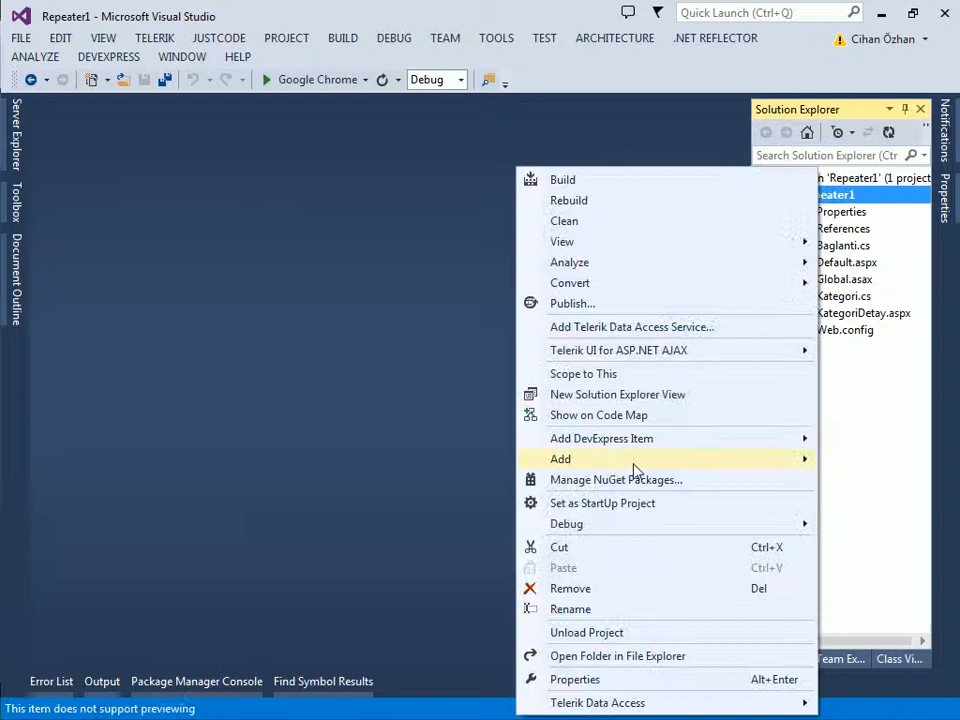 Repeater1 - Microsoft Visual Studio
Quick Launch (Ctrl+Q)
FILE EDIT VIEW TELERIK JUSTCODE PROJECT BUILD DEBUG TEAM TOOLS TEST ARCHITECTURE .NET REFLECTOR Cihan Özhan
ANALYZE DEVEXPRESS WINDOW HELP
Google Chrome Debug
Server Explorer
Toolbox
Document Outline
Solution Explorer
Search Solution Explorer (Ctr
n 'Repeater1' (1 project
eater1
Properties
References
Baglanti.cs
Default.aspx
Global.asax
Kategori.cs
KategoriDetay.aspx
Web.config
Notifications
Properties
Build
Rebuild
Clean
View
Analyze
Convert
Publish...
Add Telerik Data Access Service...
Telerik UI for ASP.NET AJAX
Scope to This
New Solution Explorer View
Show on Code Map
Add DevExpress Item
Add
Manage NuGet Packages...
Set as StartUp Project
Debug
Cut Ctrl+X
Paste Ctrl+V
Remove Del
Rename
Unload Project
Open Folder in File Explorer
Properties Alt+Enter
Telerik Data Access
Team Ex... Class Vi...
Error List Output Package Manager Console Find Symbol Results
This item does not support previewing